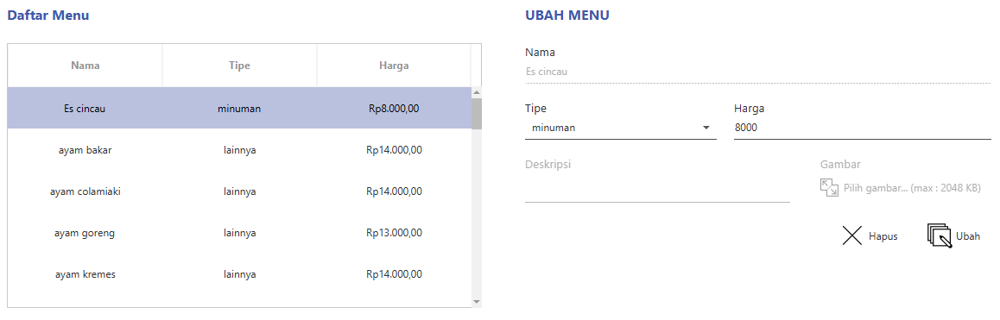 Daftar Menu
Nama Tipe Harga
Es cincau minuman Rp8.000,00
ayam bakar lainnya Rp14.000,00
ayam colamiaki lainnya Rp14.000,00
ayam goreng lainnya Rp13.000,00
ayam kremes lainnya Rp14.000,00
UBAH MENU
Nama
Es cincau
Tipe Harga
minuman 8000
Deskripsi Gambar
Pilih gambar... (max : 2048 KB)
Hapus Ubah